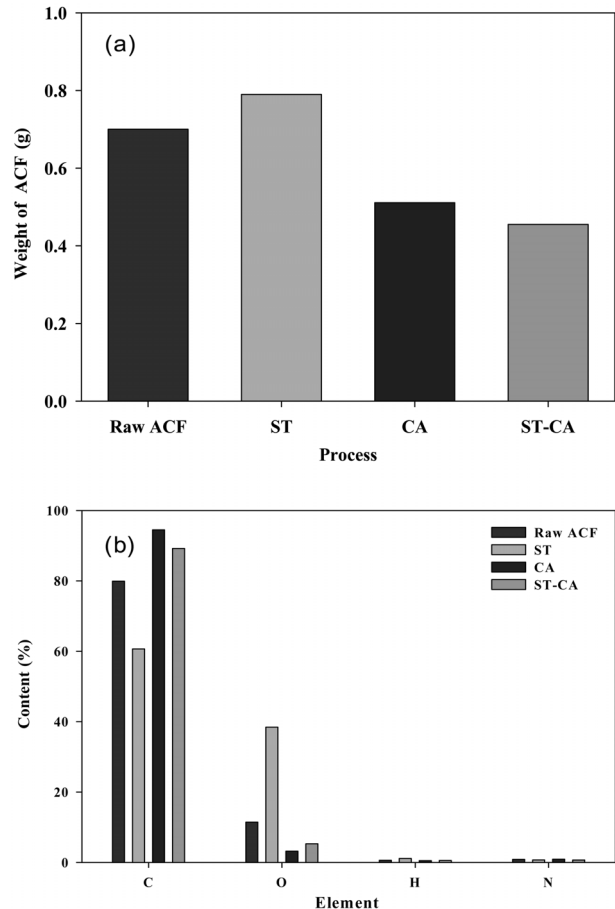 (a)
Weight of ACF (g)
1.0
0.8
0.6
0.4
0.2
0.0
Raw ACF ST CA ST-CA
Process
(b)
Raw ACF
ST
CA
ST-CA
Content (%)
100
80
60
40
20
0
C O H N
Element